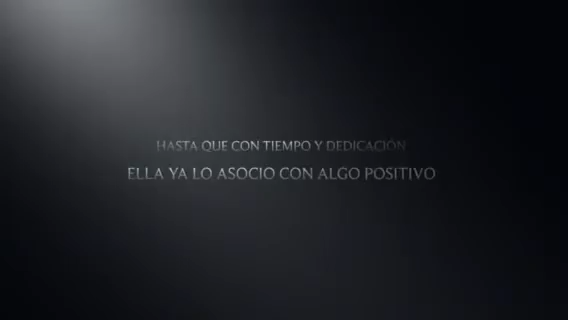 HASTA QUE CON TIEMPO Y DEDICACIÓN
ELLA YA LO ASOCIO CON ALGO POSITIVO